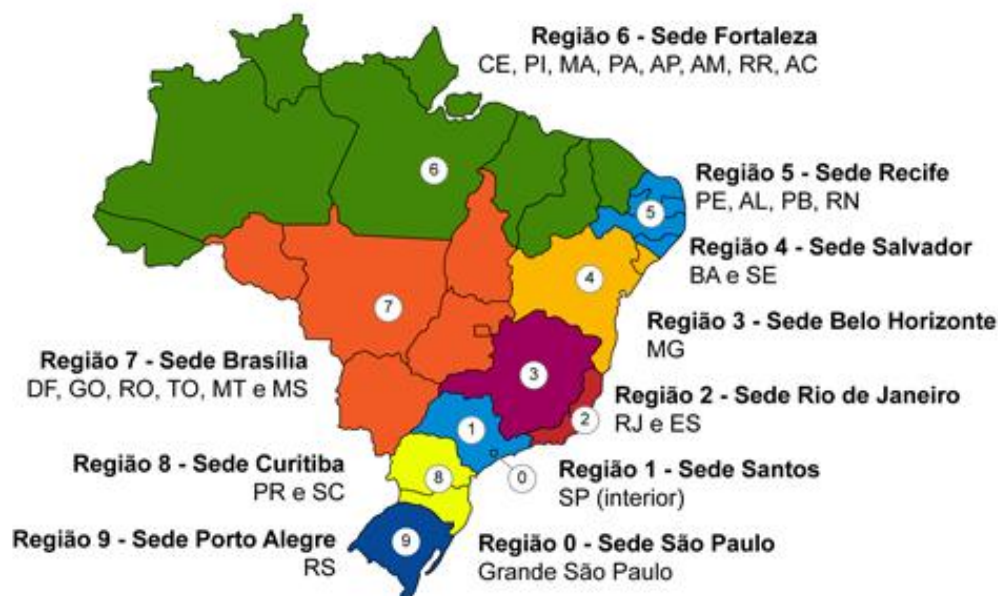 Região 6 - Sede Fortaleza
CE, PI, MA, PA, AP, AM, RR, AC
6
Região 5 - Sede Recife
PE, AL, PB, RN
5
Região 4 - Sede Salvador
BA e SE
4
7
Região 3 - Sede Belo Horizonte
MG
Região 7 - Sede Brasília
DF, GO, RO, TO, MT e MS
3
Região 2 - Sede Rio de Janeiro
RJ e ES
2
1
Região 8 - Sede Curitiba
PR e SC
8
0
Região 1 - Sede Santos
SP (interior)
Região 9 - Sede Porto Alegre
RS
9
Região 0 - Sede São Paulo
Grande São Paulo